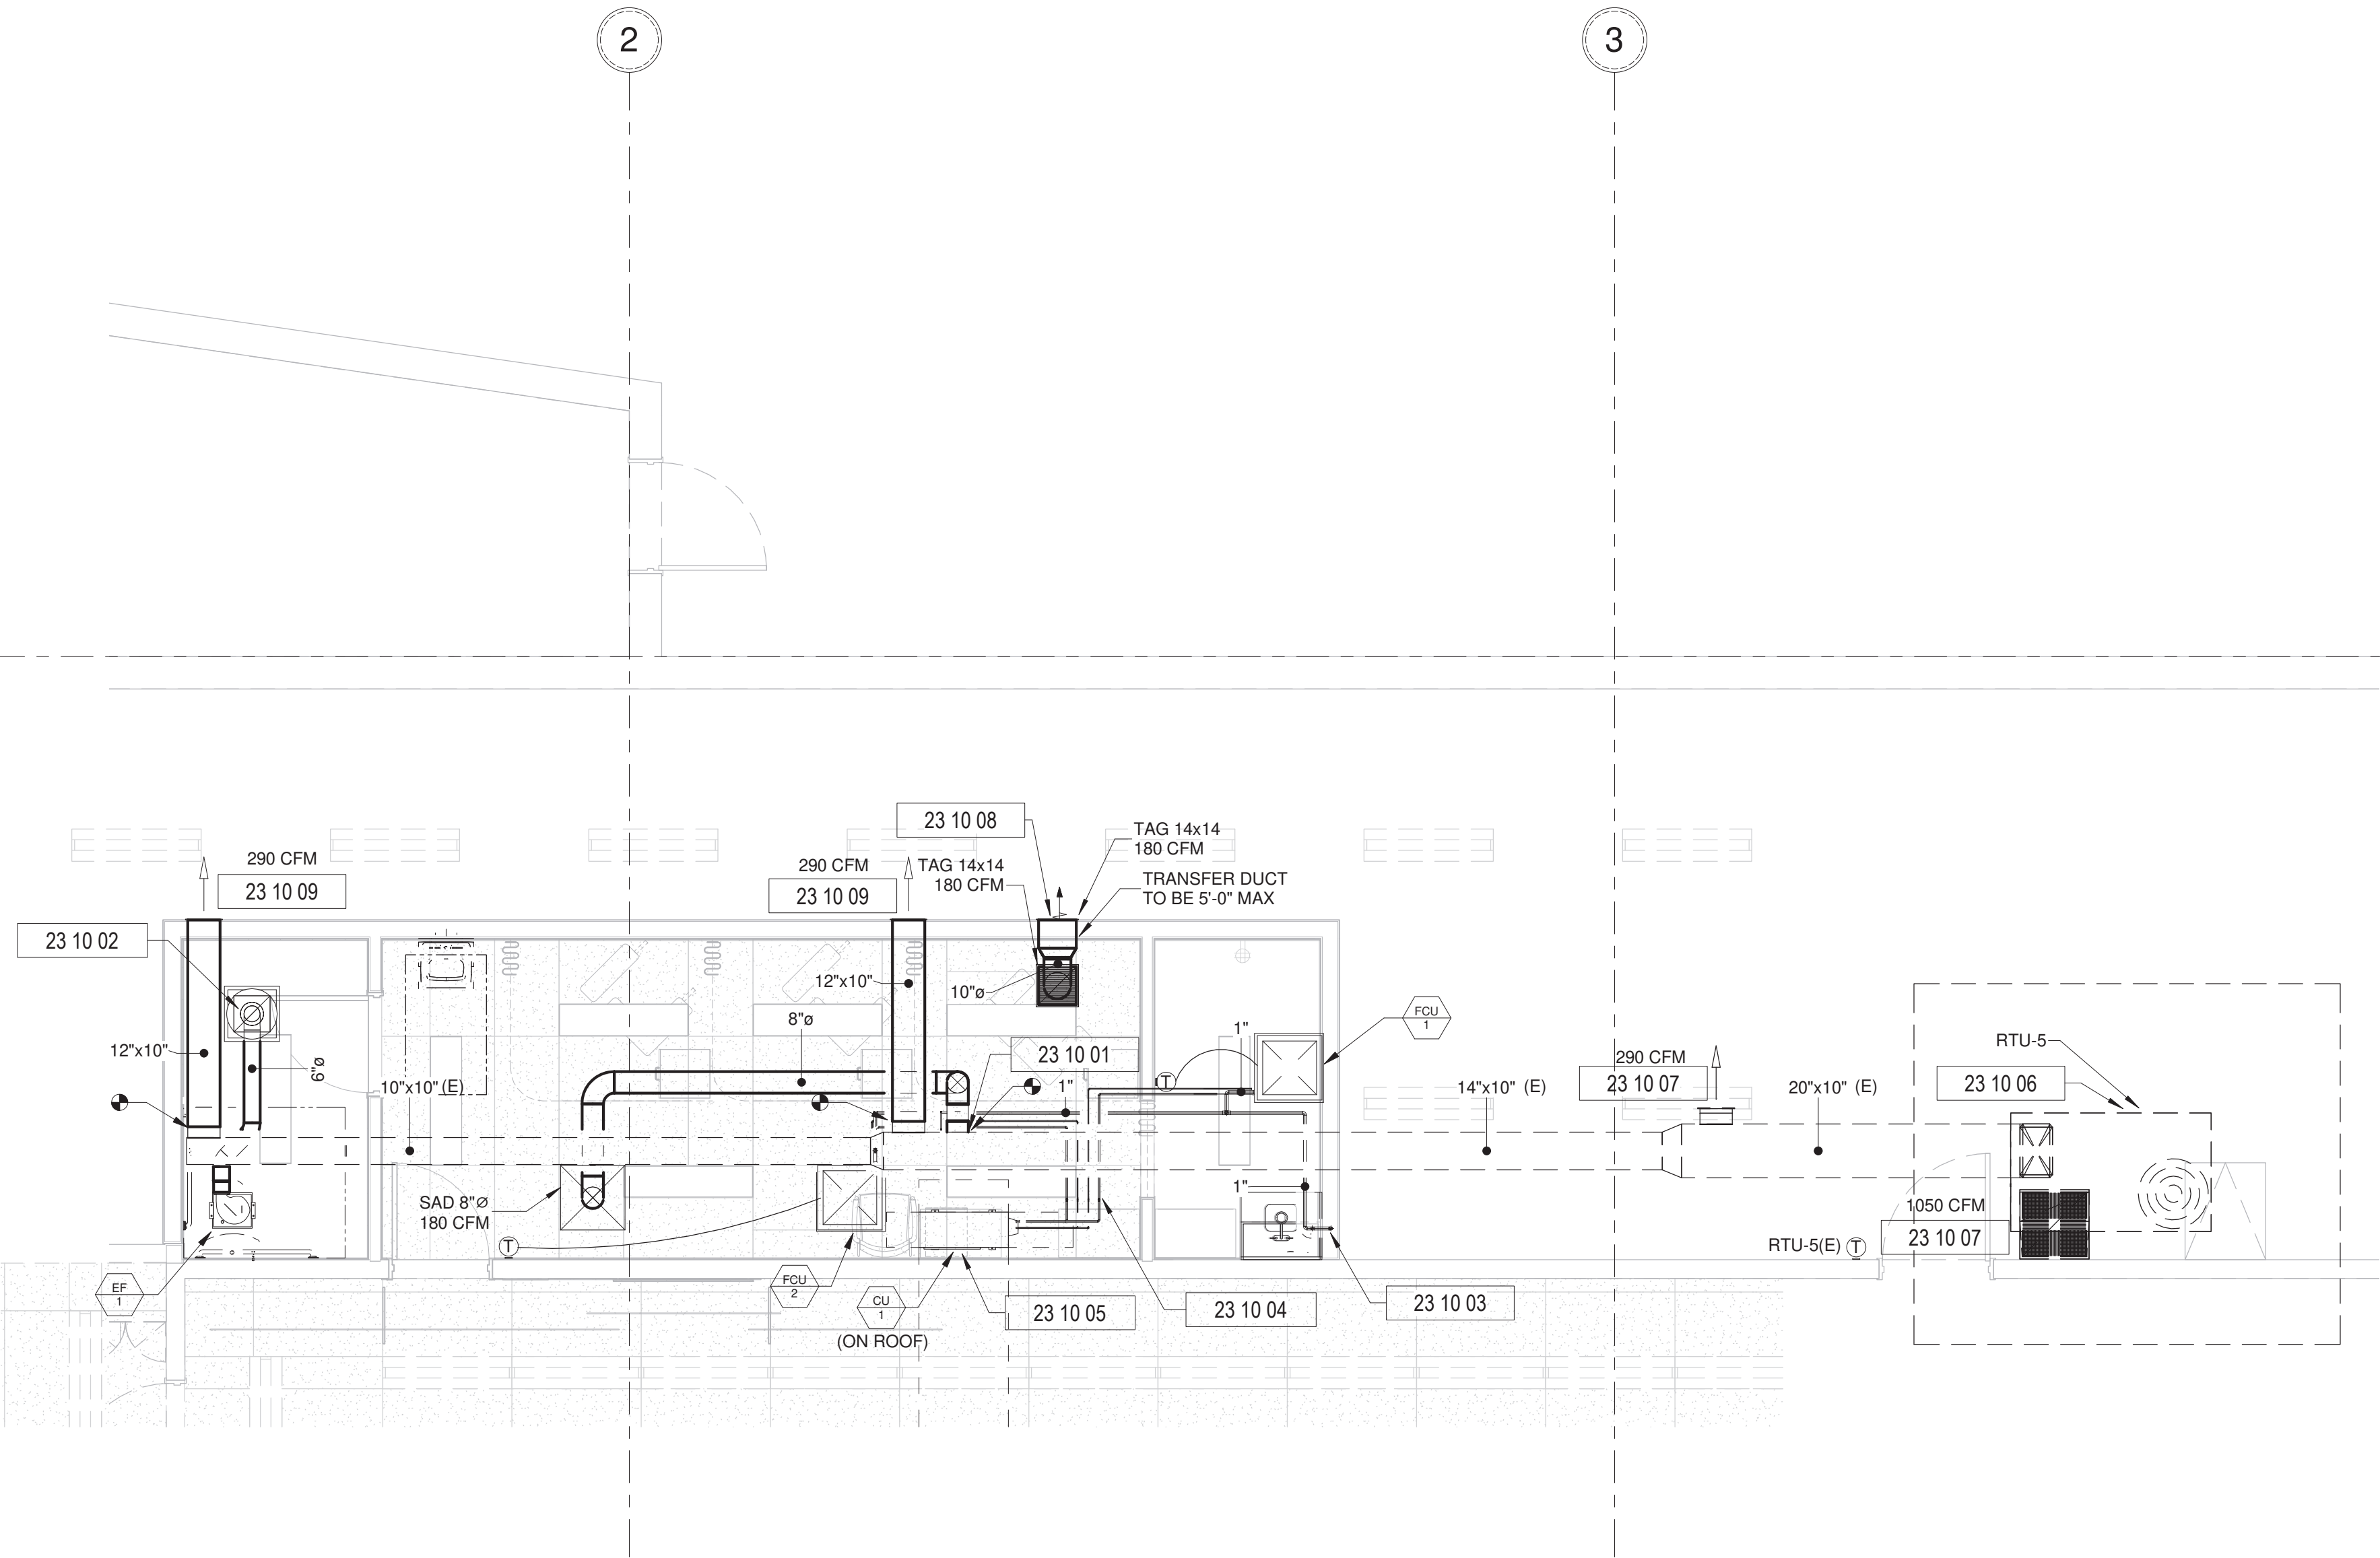 2
3
23 10 08
TAG 14x14
180 CFM
290 CFM
23 10 09
290 CFM
23 10 09
TAG 14x14
180 CFM
TRANSFER DUCT
TO BE 5'-0" MAX
23 10 02
12"x10"
10"ø
8"ø
FCU
1
1"
23 10 01
12"x10"
6"ø
10"x10" (E)
1"
T
290 CFM
23 10 07
14"x10" (E)
20"x10" (E)
RTU-5
23 10 06
SAD 8"Ø
180 CFM
1"
1050 CFM
23 10 07
RTU-5(E)
T
T
EF
1
FCU
2
CU
1
(ON ROOF)
23 10 05
23 10 04
23 10 03